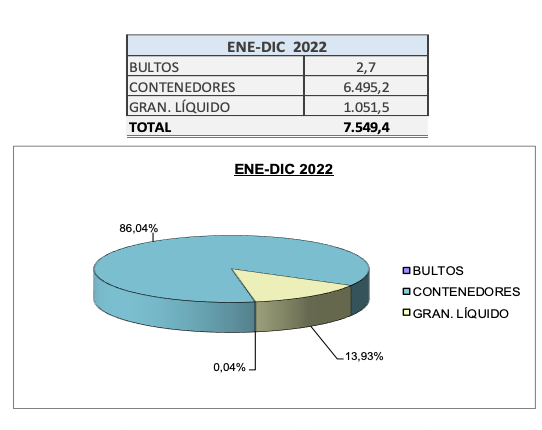 ENE-DIC 2022
BULTOS 2,7
CONTENEDORES 6.495,2
GRAN. LÍQUIDO 1.051,5
TOTAL 7.549,4
ENE-DIC 2022
86,04%
BULTOS
CONTENEDORES
GRAN. LÍQUIDO
13,93%
0,04%